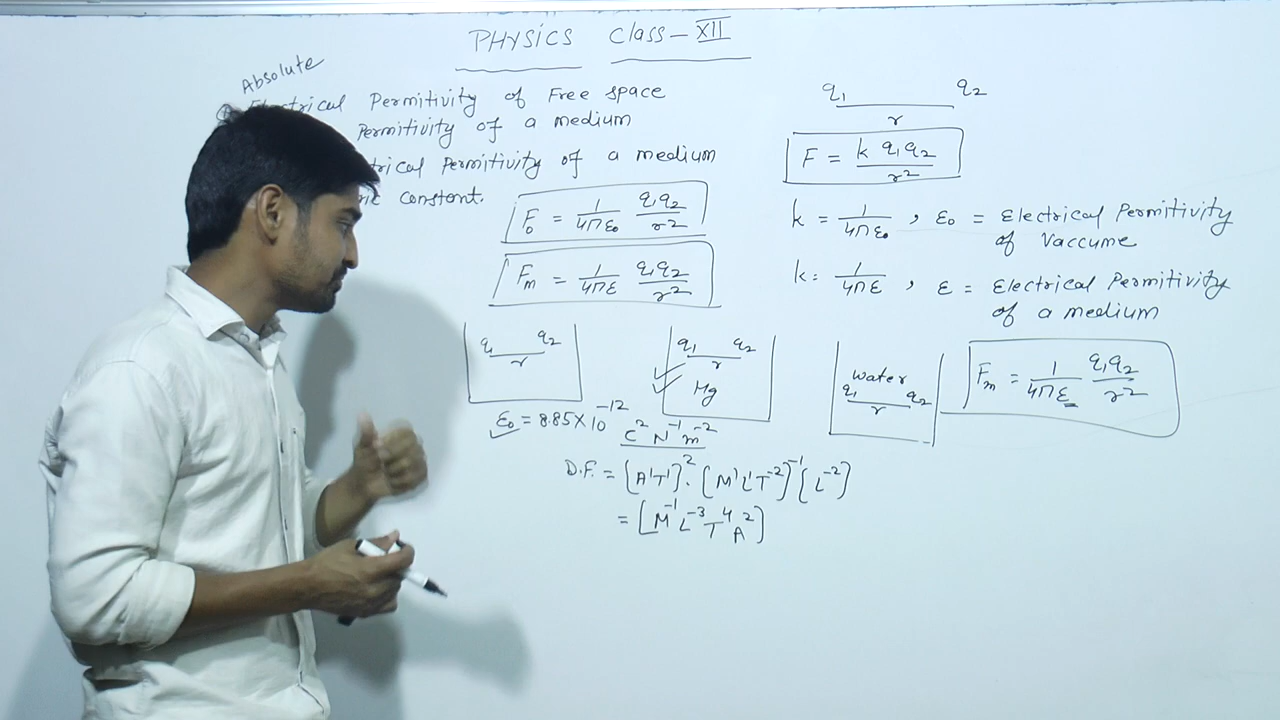 PHYSICS Class - XII
Absolute
Permitivity of Free space
Permitivity of a medium
Permitivity of a medium
constant.
F₀ = 1/4πε₀ q₁q₂/r²
Fm = 1/4πε q₁q₂/r²
q₁ q₂
r
q₁ q₂
r
Hg
ε₀ = 8.85×10⁻¹² C² N⁻¹ m⁻²
D.F. = [A¹T¹]². [M¹L¹T⁻²]⁻¹ [L⁻²]
= [M⁻¹ L⁻³ T⁴ A²]
q₁ q₂
r
F = k q₁q₂/r²
k = 1/4πε₀ , ε₀ = Electrical Permitivity
of Vaccume
k = 1/4πε , ε = Electrical Permitivity
of a medium
water
q₁ q₂
r
Fm = 1/4πε q₁q₂/r²